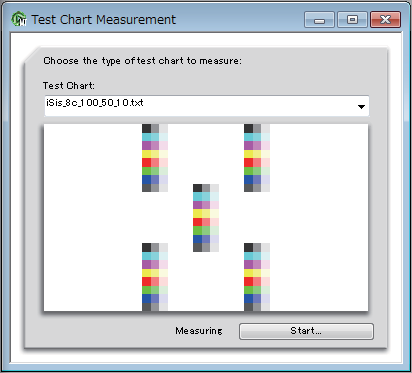 Test Chart Measurement
Choose the type of test chart to measure:
Test Chart:
iSis_8c_100_50_10.txt
Measuring
Start...